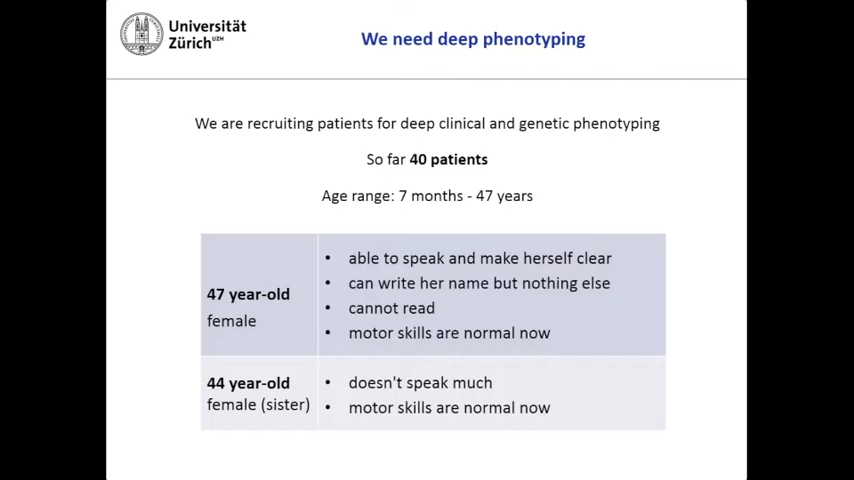 Universität
Zürich UZH
We need deep phenotyping
We are recruiting patients for deep clinical and genetic phenotyping
So far 40 patients
Age range: 7 months - 47 years
47 year-old
female
• able to speak and make herself clear
• can write her name but nothing else
• cannot read
• motor skills are normal now
44 year-old
female (sister)
• doesn't speak much
• motor skills are normal now